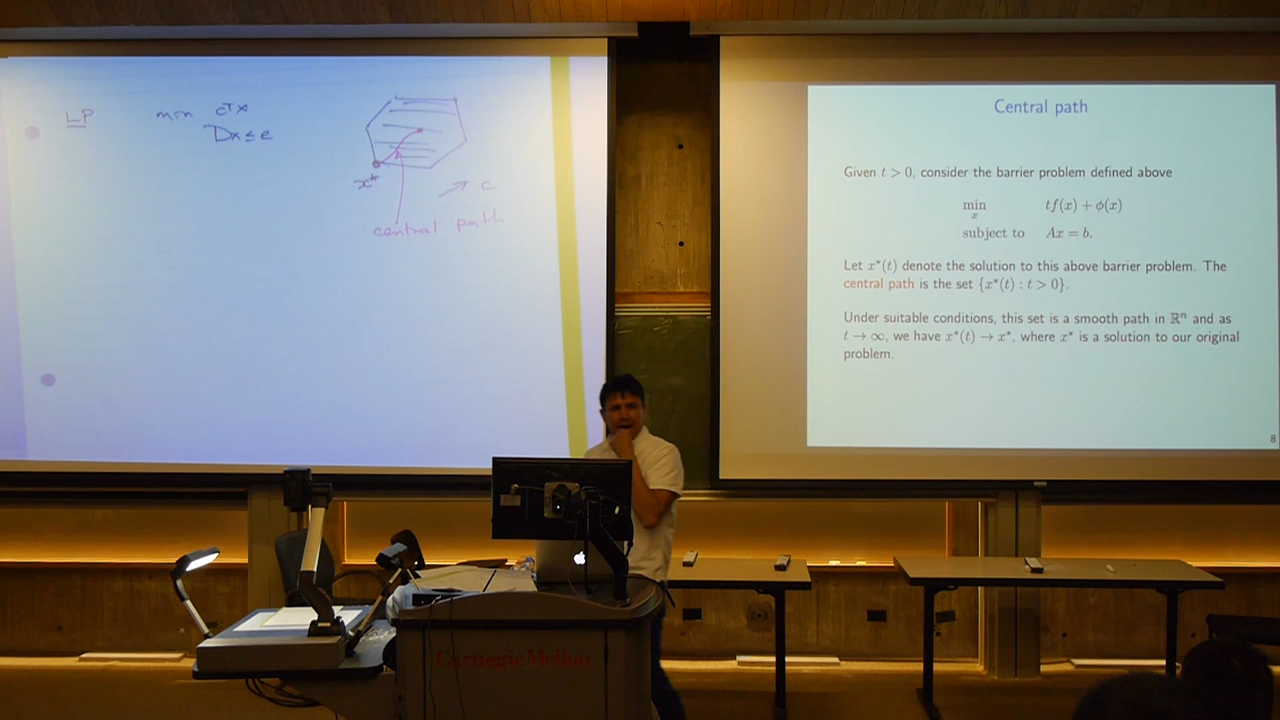 LP min cᵀx
Dx ≤ e
x*
c
central path
Central path
Given t > 0, consider the barrier problem defined above
min x tf(x) + ϕ(x)
subject to Ax = b.
Let x⋆(t) denote the solution to this above barrier problem. The
central path is the set {x⋆(t) : t > 0}.
Under suitable conditions, this set is a smooth path in ℝⁿ and as
t → ∞, we have x⋆(t) → x⋆, where x⋆ is a solution to our original
problem.
8
Carnegie Mellon